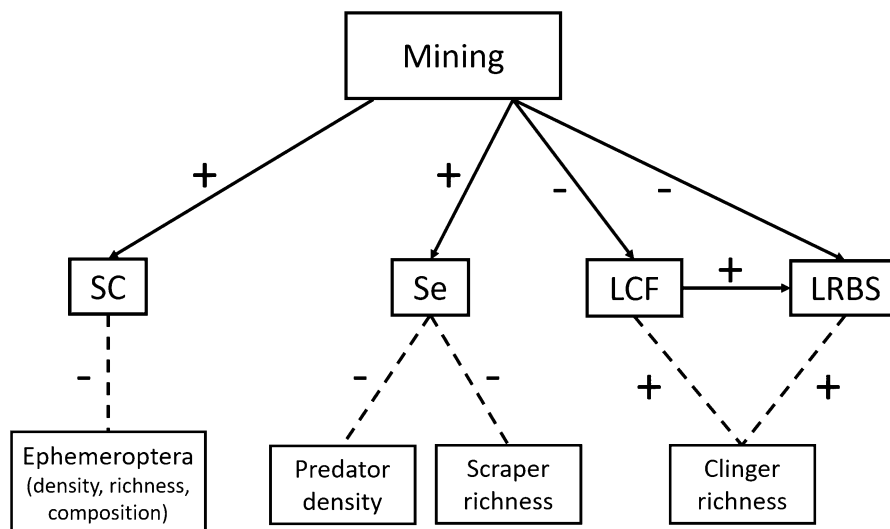 Mining
+
+
-
-
SC
Se
LCF
+
LRBS
-
-
-
+
+
Ephemeroptera
(density, richness,
composition)
Predator
density
Scraper
richness
Clinger
richness